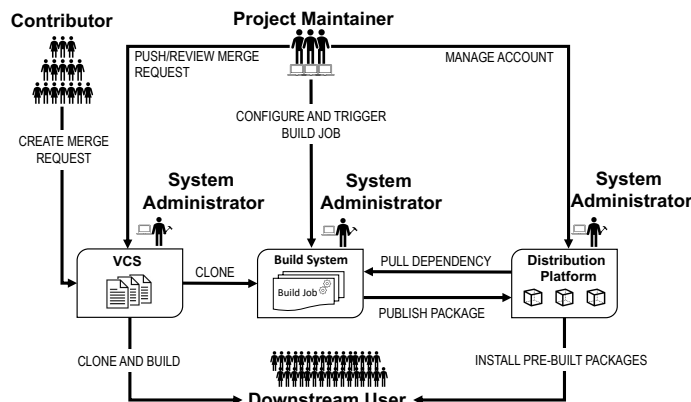 Contributor
Project Maintainer
PUSH/REVIEW MERGE
REQUEST
MANAGE ACCOUNT
CONFIGURE AND TRIGGER
BUILD JOB
CREATE MERGE
REQUEST
System
Administrator
System
Administrator
System
Administrator
VCS
CLONE
Build System
Build Job
PULL DEPENDENCY
PUBLISH PACKAGE
Distribution
Platform
CLONE AND BUILD
INSTALL PRE-BUILT PACKAGES
Downstream User